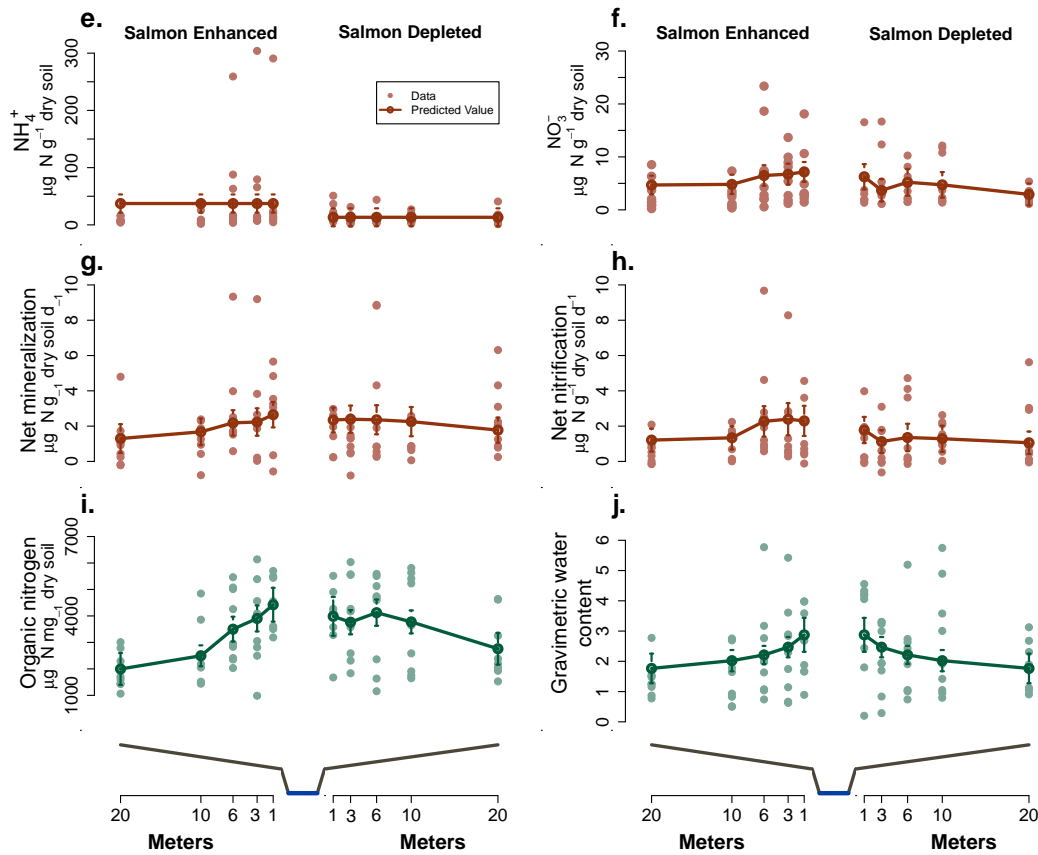 e.
Salmon Enhanced
Salmon Depleted
NH₄⁺
µg N g⁻¹ dry soil
300
200
100
0
Data
Predicted Value
f.
Salmon Enhanced
Salmon Depleted
NO₃⁻
µg N g⁻¹ dry soil
30
20
10
5
0
g.
Net mineralization
µg N g₋₁ dry soil d₋₁
10
8
6
4
2
0
h.
Net nitrification
µg N g⁻¹ dry soil d⁻¹
10
8
6
4
2
0
i.
Organic nitrogen
µg N mg₋₁ dry soil
7000
4000
1000
j.
Gravimetric water
content
6
5
4
3
2
1
0
20 10 6 3 1 1 3 6 10 20
Meters Meters
20 10 6 3 1 1 3 6 10 20
Meters Meters